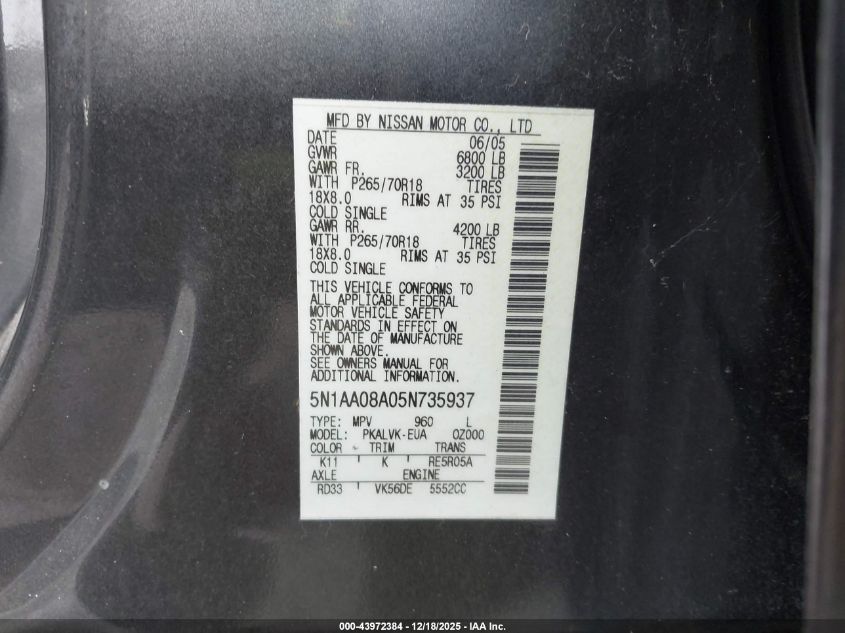 MFD BY NISSAN MOTOR CO., LTD
DATE 06/05
GVWR 6800 LB
GAWR FR. 3200 LB
WITH P265/70R18 TIRES
18X8.0 RIMS AT 35 PSI
COLD SINGLE
GAWR RR. 4200 LB
WITH P265/70R18 TIRES
18X8.0 RIMS AT 35 PSI
COLD SINGLE
THIS VEHICLE CONFORMS TO
ALL APPLICABLE FEDERAL
MOTOR VEHICLE SAFETY
STANDARDS IN EFFECT ON
THE DATE OF MANUFACTURE
SHOWN ABOVE.
SEE OWNERS MANUAL FOR
ADDITIONAL INFORMATION.
5N1AA08A05N735937
TYPE: MPV 960 L
MODEL: PKALVK-EUA 0Z000
COLOR TRIM TRANS
K11 K RE5R05A
AXLE ENGINE
RD33 VK56DE 5552CC
000-43972384 - 12/18/2025 - IAA Inc.